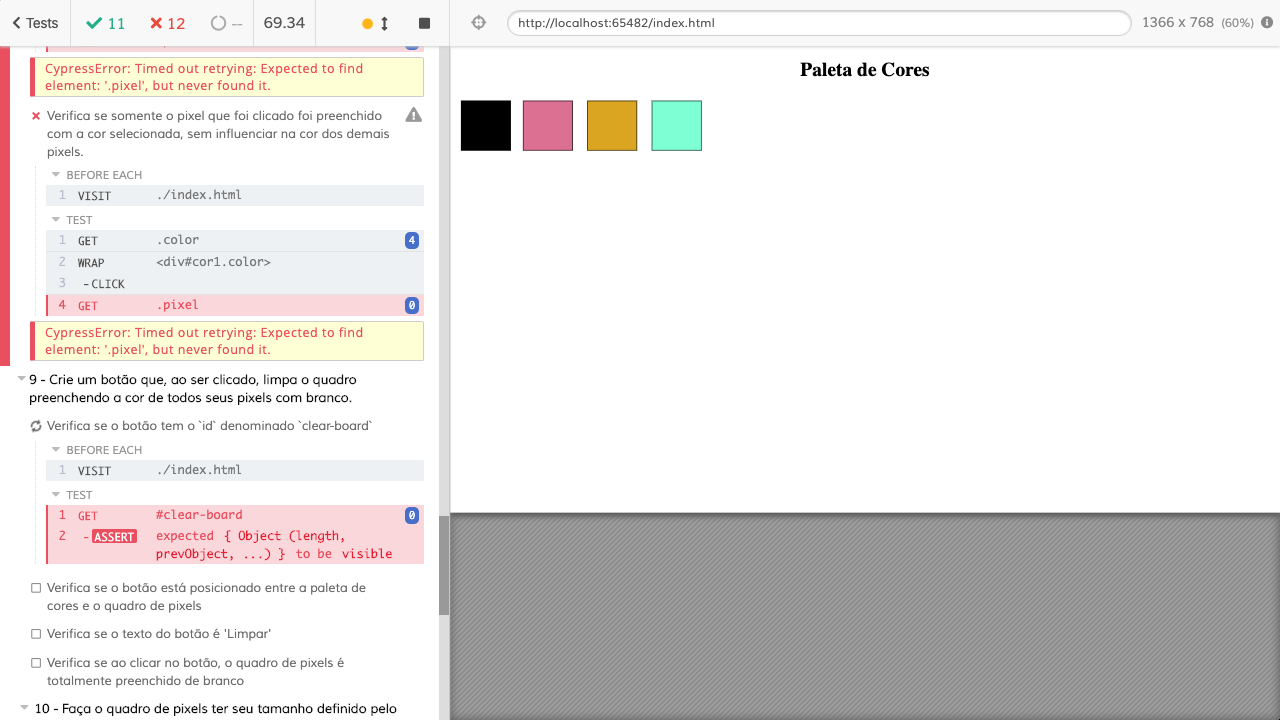 Tests 11 12 -- 69.34 http://localhost:65482/index.html 1366 x 768 (60%)
CypressError: Timed out retrying: Expected to find
element: '.pixel', but never found it.
Verifica se somente o pixel que foi clicado foi preenchido
com a cor selecionada, sem influenciar na cor dos demais
pixels.
BEFORE EACH
1 VISIT ./index.html
TEST
1 GET .color 4
2 WRAP <div#cor1.color>
3 -CLICK
4 GET .pixel 0
CypressError: Timed out retrying: Expected to find
element: '.pixel', but never found it.
9 - Crie um botão que, ao ser clicado, limpa o quadro
preenchendo a cor de todos seus pixels com branco.
Verifica se o botão tem o `id` denominado `clear-board`
BEFORE EACH
1 VISIT ./index.html
TEST
1 GET #clear-board 0
2 -ASSERT expected { Object (length,
prevObject, ...) } to be visible
Verifica se o botão está posicionado entre a paleta de
cores e o quadro de pixels
Verifica se o texto do botão é 'Limpar'
Verifica se ao clicar no botão, o quadro de pixels é
totalmente preenchido de branco
10 - Faça o quadro de pixels ter seu tamanho definido pelo
Paleta de Cores